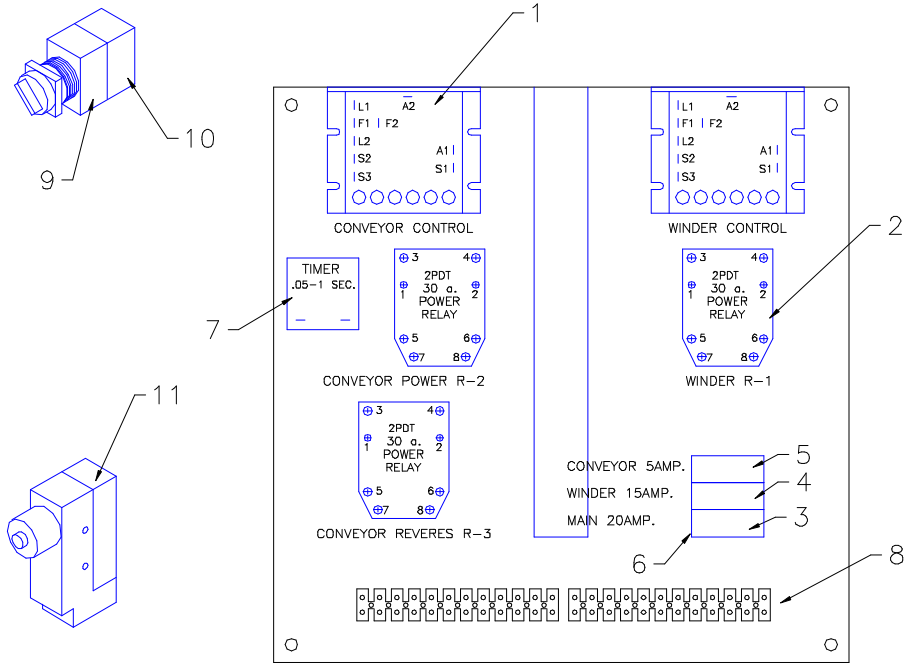 1
10
9
L1
A2
F1 F2
L2
S2
S3
A1
S1
CONVEYOR CONTROL
L1
A2
F1 F2
L2
S2
S3
A1
S1
WINDER CONTROL
2
TIMER
.05-1 SEC.
7
3 4
2PDT
30 a.
POWER
RELAY
1 2
5 6
7 8
CONVEYOR POWER R-2
3 4
2PDT
30 a.
POWER
RELAY
1 2
5 6
7 8
WINDER R-1
11
3 4
2PDT
30 a.
POWER
RELAY
1 2
5 6
7 8
CONVEYOR REVERES R-3
CONVEYOR 5AMP. 5
WINDER 15AMP. 4
MAIN 20AMP. 3
6
8